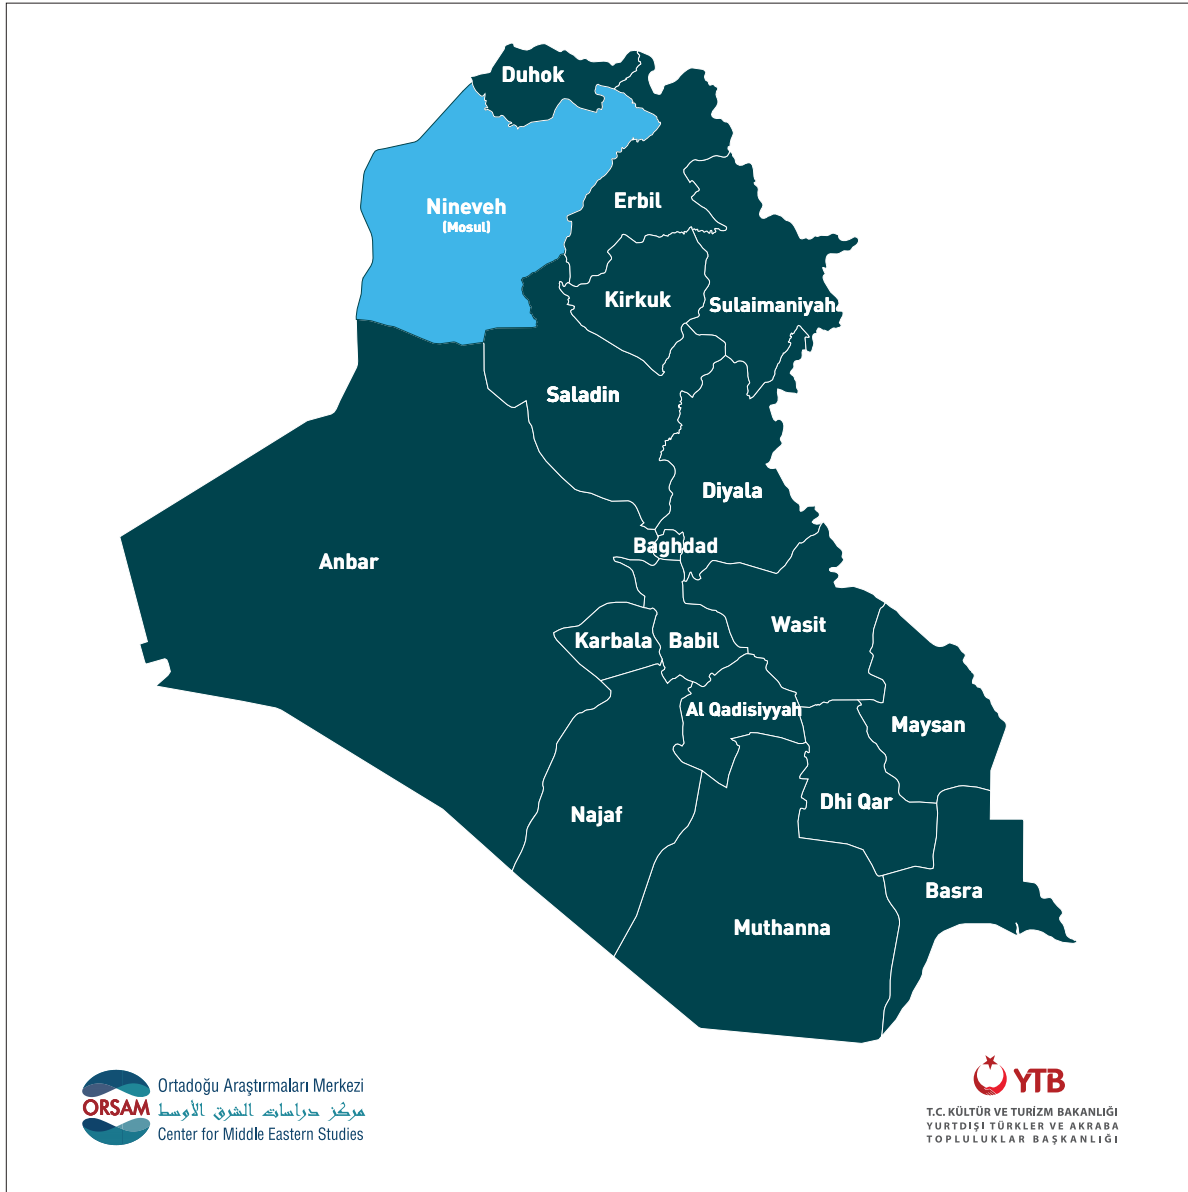 Duhok
Nineveh
(Mosul)
Erbil
Kirkuk
Sulaimaniyah
Saladin
Diyala
Baghdad
Anbar
Wasit
Karbala
Babil
Al Qadisiyyah
Maysan
Dhi Qar
Najaf
Basra
Muthanna
ORSAM
Ortadoğu Araştırmaları Merkezi
مركز دراسات الشرق الأوسط
Center for Middle Eastern Studies
YTB
T.C. KÜLTÜR VE TURİZM BAKANLIĞI
YURTDIŞI TÜRKLER VE AKRABA
TOPLULUKLAR BAŞKANLIĞI